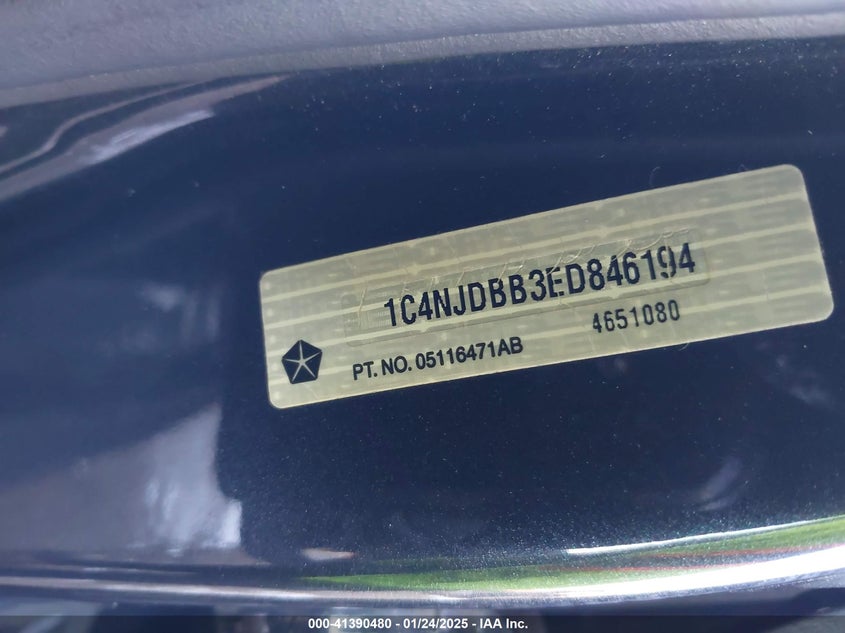 1C4NJDBB3ED846194
4651080
PT. NO. 05116471AB
000-41390480 - 01/24/2025 - IAA Inc.